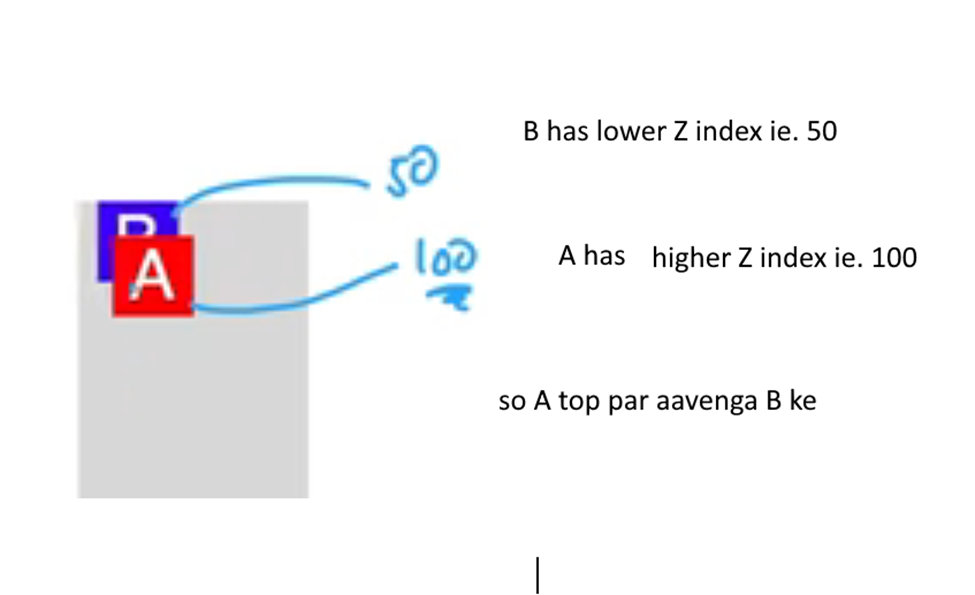 B has lower Z index ie. 50
50
B
A
100
A has higher Z index ie. 100
so A top par aavenga B ke